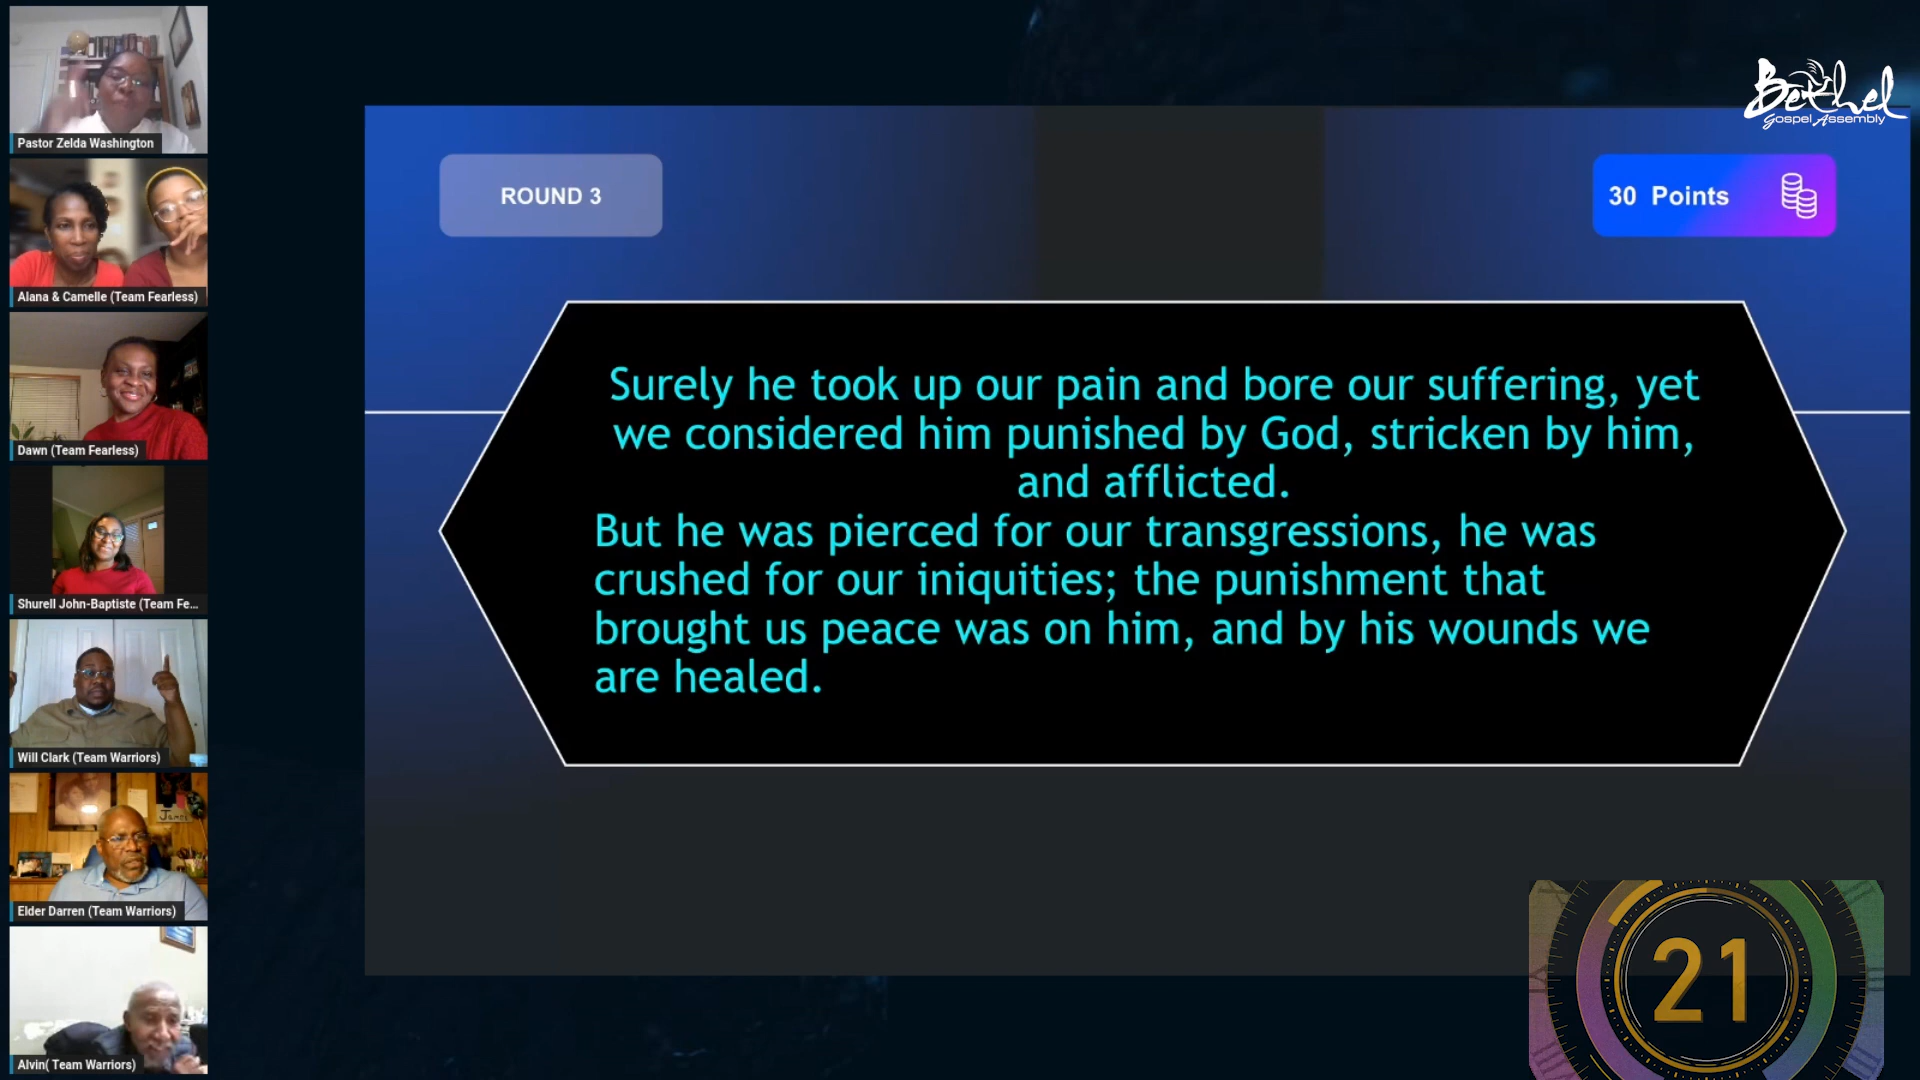 Pastor Zelda Washington
Alana & Camelle (Team Fearless)
Dawn (Team Fearless)
Shurell John-Baptiste (Team Fe...
Will Clark (Team Warriors)
Elder Darren (Team Warriors)
Alvin( Team Warriors)
Bethel
Gospel Assembly
ROUND 3
30 Points
Surely he took up our pain and bore our suffering, yet
we considered him punished by God, stricken by him,
and afflicted.
But he was pierced for our transgressions, he was
crushed for our iniquities; the punishment that
brought us peace was on him, and by his wounds we
are healed.
21